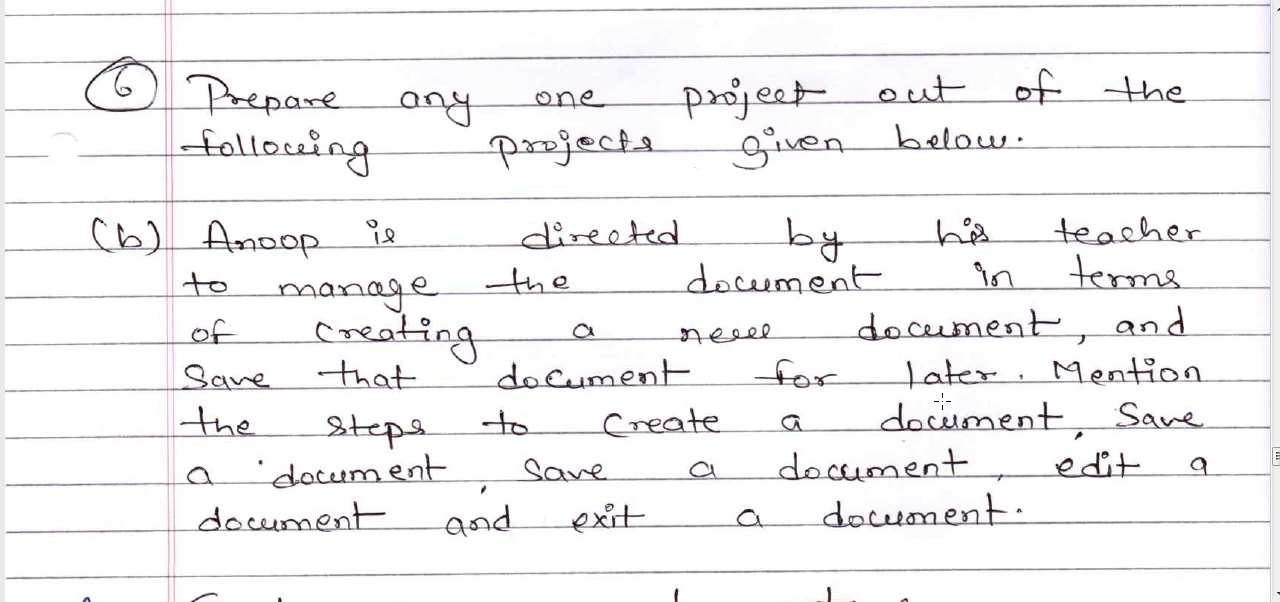 6 Prepare any one project out of the
following projects given below.
(b) Anoop is directed by his teacher
to manage the document in terms
of creating a new document, and
Save that document for later. Mention
the steps to create a document, Save
a document, save a document, edit a
document and exit a document.